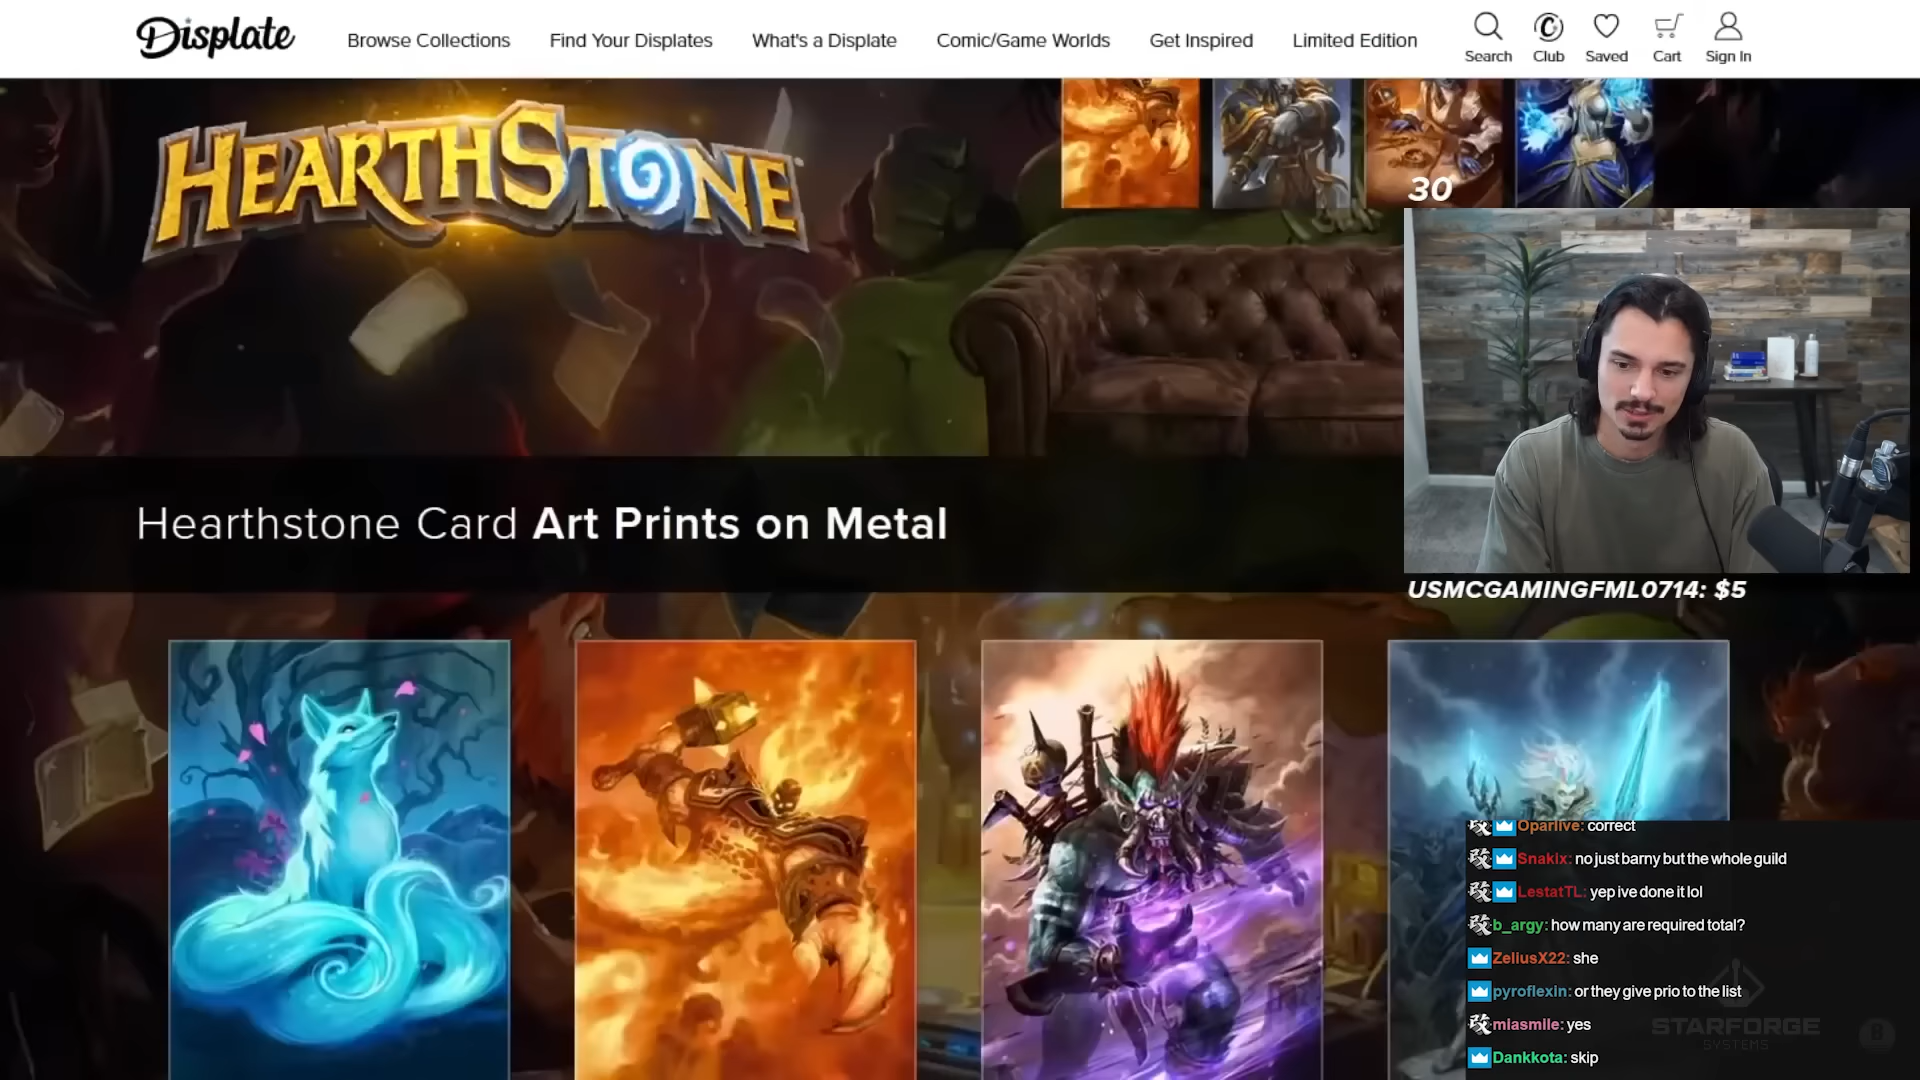 Displate
Browse Collections
Find Your Displates
What's a Displate
Comic/Game Worlds
Get Inspired
Limited Edition
Search
Club
Saved
Cart
Sign In
HEARTHSTONE
30
Hearthstone Card Art Prints on Metal
USMCGAMINGFML0714: $5
Oparlive: correct
Snakix: no just barny but the whole guild
LestatTL: yep ive done it lol
b_argy: how many are required total?
ZeliusX22: she
pyroflexin: or they give prio to the list
miasmile: yes
Dankkota: skip
STARFORGE
SYSTEMS